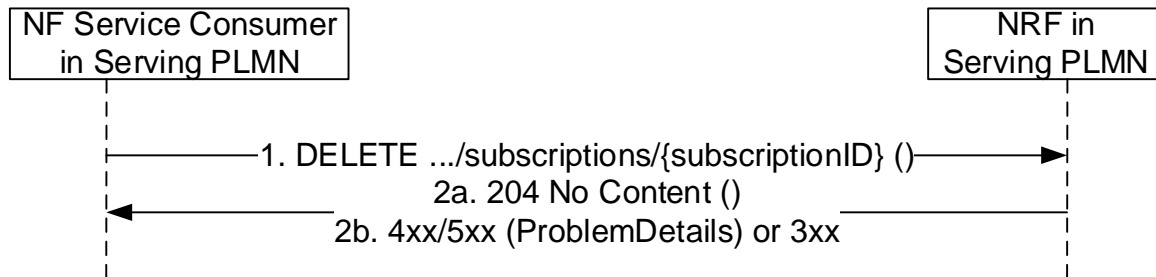 NF Service Consumer
in Serving PLMN
NRF in
Serving PLMN
1. DELETE .../subscriptions/{subscriptionID} ()
2a. 204 No Content ()
2b. 4xx/5xx (ProblemDetails) or 3xx